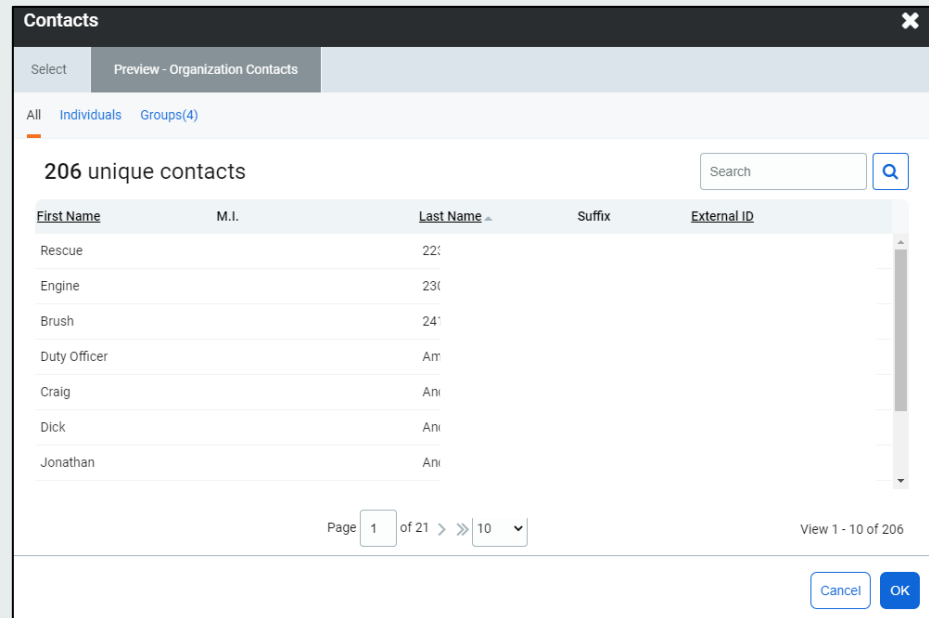 Contacts
Select Preview - Organization Contacts
All Individuals Groups(4)
206 unique contacts Search
First Name M.I. Last Name Suffix External ID
Rescue
Engine
Brush
Duty Officer
Craig
Dick
Jonathan
Page 1 of 21 10 View 1 - 10 of 206
Cancel OK